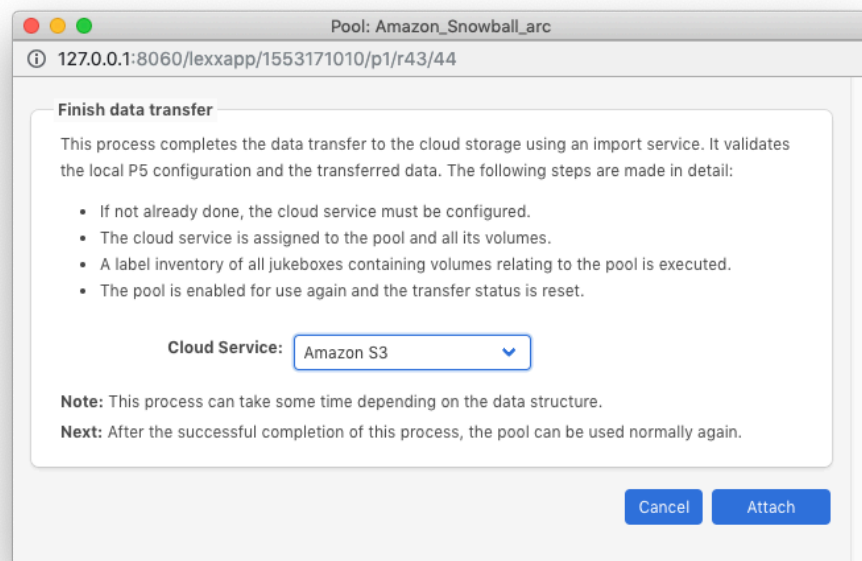 Pool: Amazon_Snowball_arc
127.0.0.1:8060/lexxapp/1553171010/p1/r43/44
Finish data transfer
This process completes the data transfer to the cloud storage using an import service. It validates
the local P5 configuration and the transferred data. The following steps are made in detail:
• If not already done, the cloud service must be configured.
• The cloud service is assigned to the pool and all its volumes.
• A label inventory of all jukeboxes containing volumes relating to the pool is executed.
• The pool is enabled for use again and the transfer status is reset.
Cloud Service: Amazon S3
Note: This process can take some time depending on the data structure.
Next: After the successful completion of this process, the pool can be used normally again.
Cancel Attach